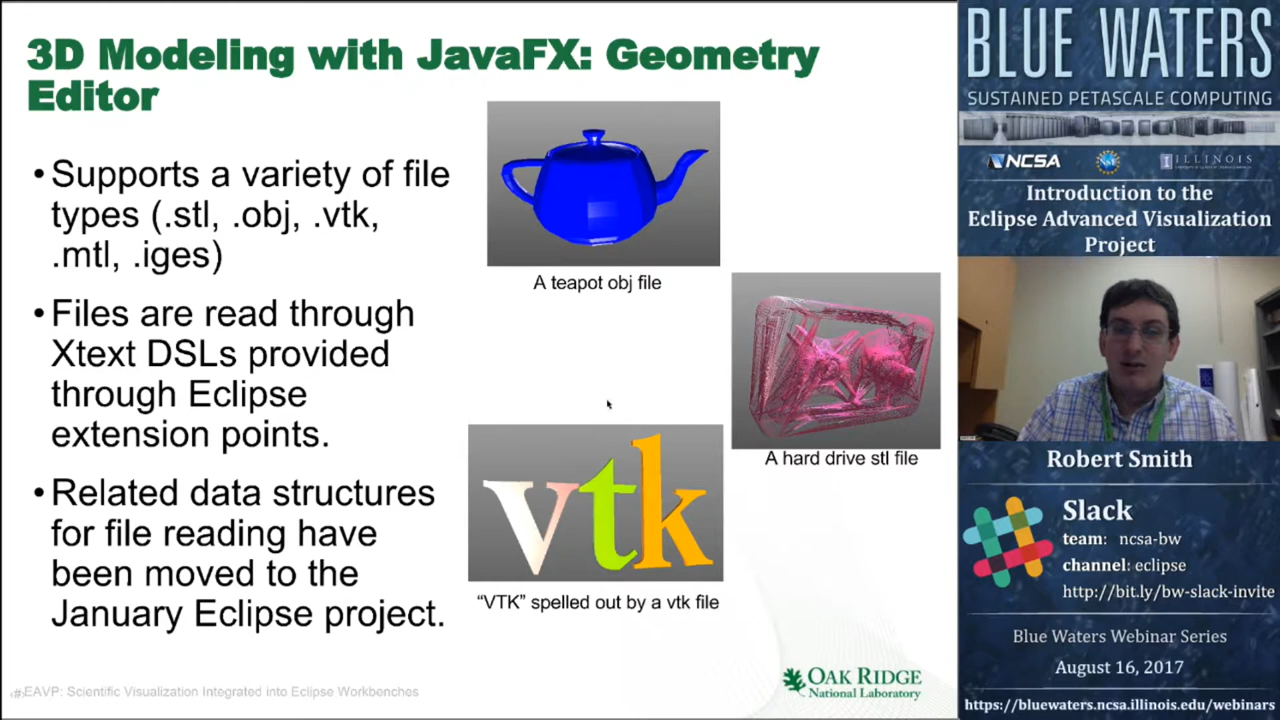 3D Modeling with JavaFX: Geometry
Editor
•Supports a variety of file
types (.stl, .obj, .vtk,
.mtl, .iges)
•Files are read through
Xtext DSLs provided
through Eclipse
extension points.
•Related data structures
for file reading have
been moved to the
January Eclipse project.
A teapot obj file
A hard drive stl file
vtk
“VTK” spelled out by a vtk file
EAVP: Scientific Visualization Integrated into Eclipse Workbenches
OAK RIDGE
National Laboratory
BLUE WATERS
SUSTAINED PETASCALE COMPUTING
NCSA
NSF
ILLINOIS
Introduction to the
Eclipse Advanced Visualization
Project
Robert Smith
Slack
team: ncsa-bw
channel: eclipse
http://bit.ly/bw-slack-invite
Blue Waters Webinar Series
August 16, 2017
https://bluewaters.ncsa.illinois.edu/webinars